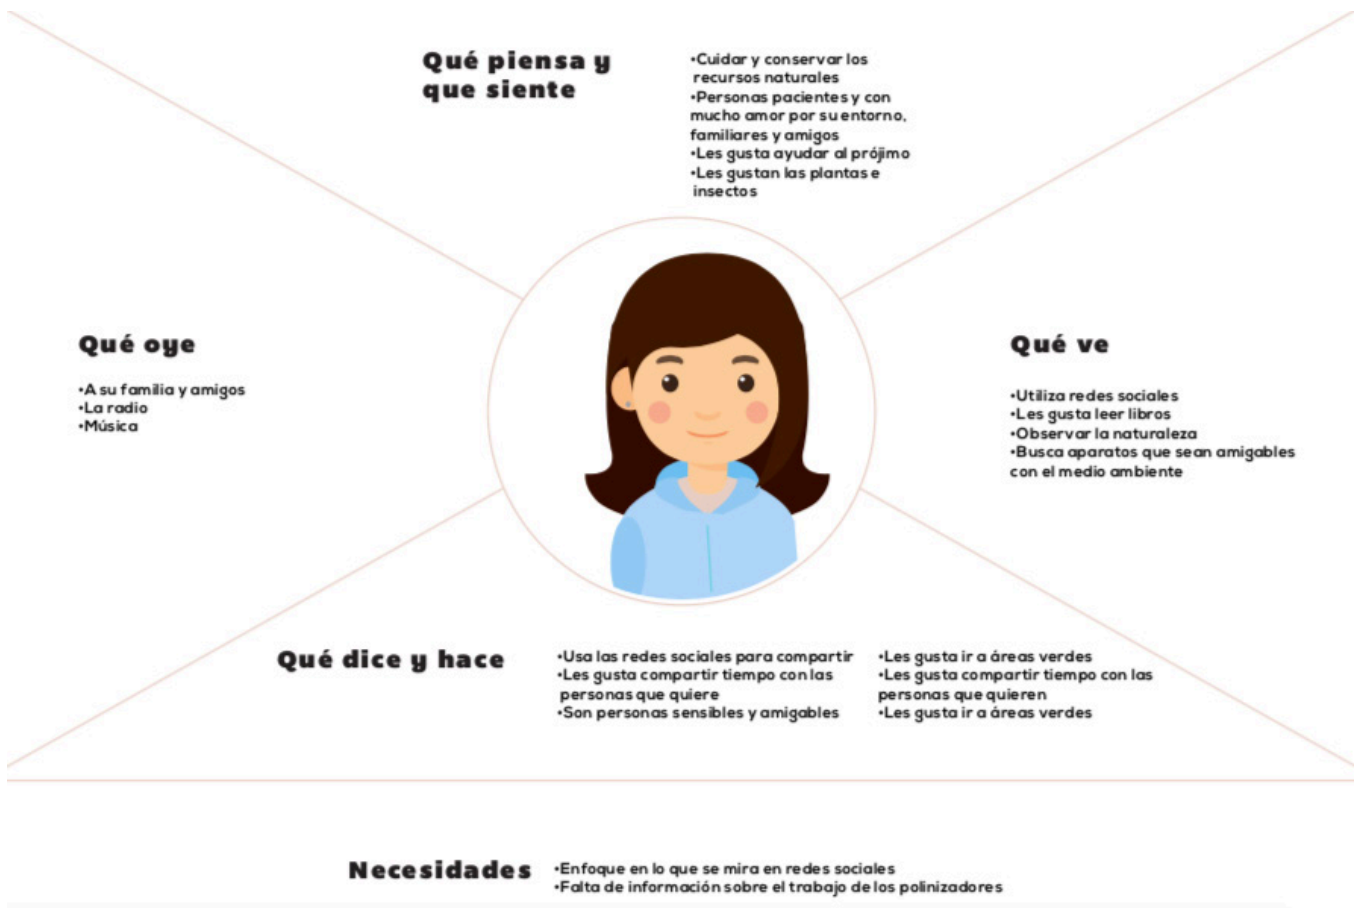 Qué piensa y
que siente
•Cuidar y conservar los
recursos naturales
•Personas pacientes y con
mucho amor por su entorno,
familiares y amigos
•Les gusta ayudar al prójimo
•Les gustan las plantas e
insectos
Qué oye
•A su familia y amigos
•La radio
•Música
Qué ve
•Utiliza redes sociales
•Les gusta leer libros
•Observar la naturaleza
•Busca aparatos que sean amigables
con el medio ambiente
Qué dice y hace
•Usa las redes sociales para compartir
•Les gusta compartir tiempo con las
personas que quiere
•Son personas sensibles y amigables
•Les gusta ir a áreas verdes
•Les gusta compartir tiempo con las
personas que quieren
•Les gusta ir a áreas verdes
Necesidades
•Enfoque en lo que se mira en redes sociales
•Falta de información sobre el trabajo de los polinizadores